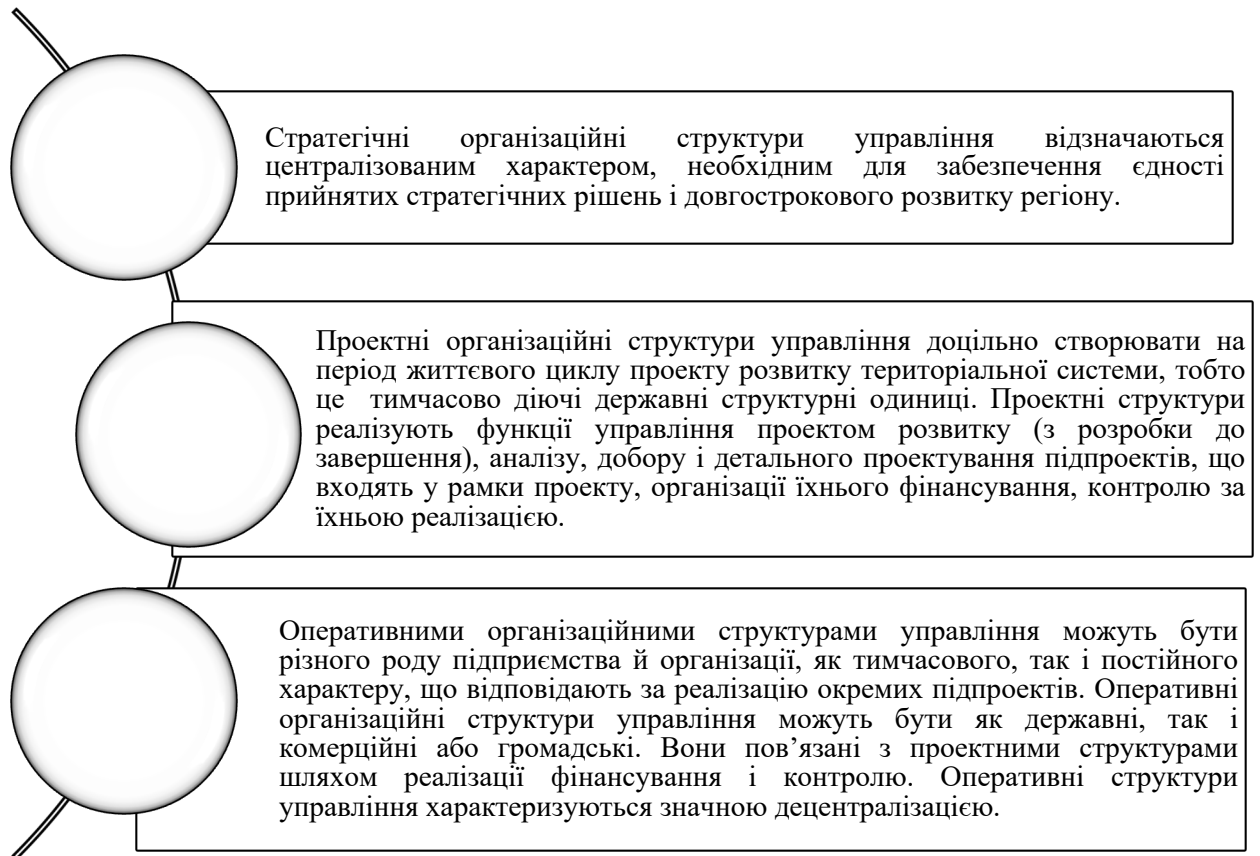 Стратегічні організаційні структури управління відзначаються
централізованим характером, необхідним для забезпечення єдності
прийнятих стратегічних рішень і довгострокового розвитку регіону.
Проектні організаційні структури управління доцільно створювати на
період життєвого циклу проекту розвитку територіальної системи, тобто
це тимчасово діючі державні структурні одиниці. Проектні структури
реалізують функції управління проектом розвитку (з розробки до
завершення), аналізу, добору і детального проектування підпроектів, що
входять у рамки проекту, організації їхнього фінансування, контролю за
їхньою реалізацією.
Оперативними організаційними структурами управління можуть бути
різного роду підприємства й організації, як тимчасового, так і постійного
характеру, що відповідають за реалізацію окремих підпроектів. Оперативні
організаційні структури управління можуть бути як державні, так і
комерційні або громадські. Вони пов’язані з проектними структурами
шляхом реалізації фінансування і контролю. Оперативні структури
управління характеризуються значною децентралізацією.